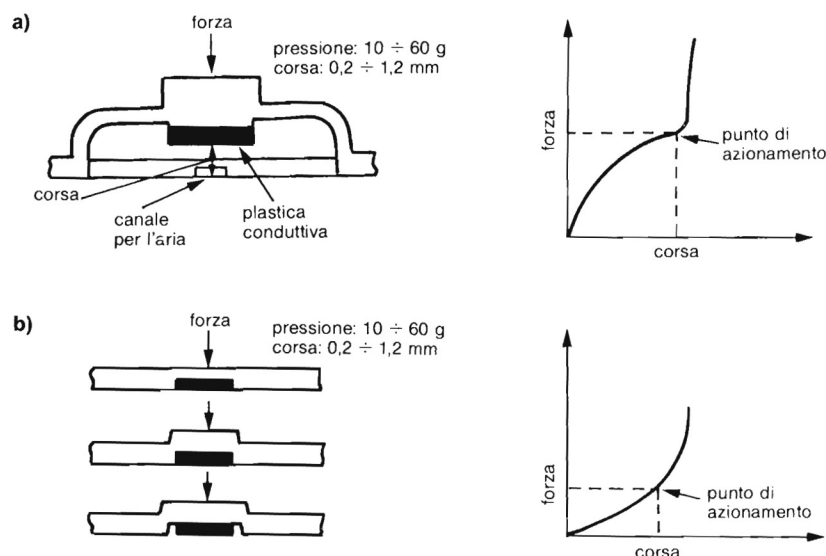 a)
forza
pressione: 10 ÷ 60 g
corsa: 0,2 ÷ 1,2 mm
corsa
canale
per l'aria
plastica
conduttiva
forza
punto di
azionamento
corsa
b)
forza
pressione: 10 ÷ 60 g
corsa: 0,2 ÷ 1,2 mm
forza
punto di
azionamento
corsa